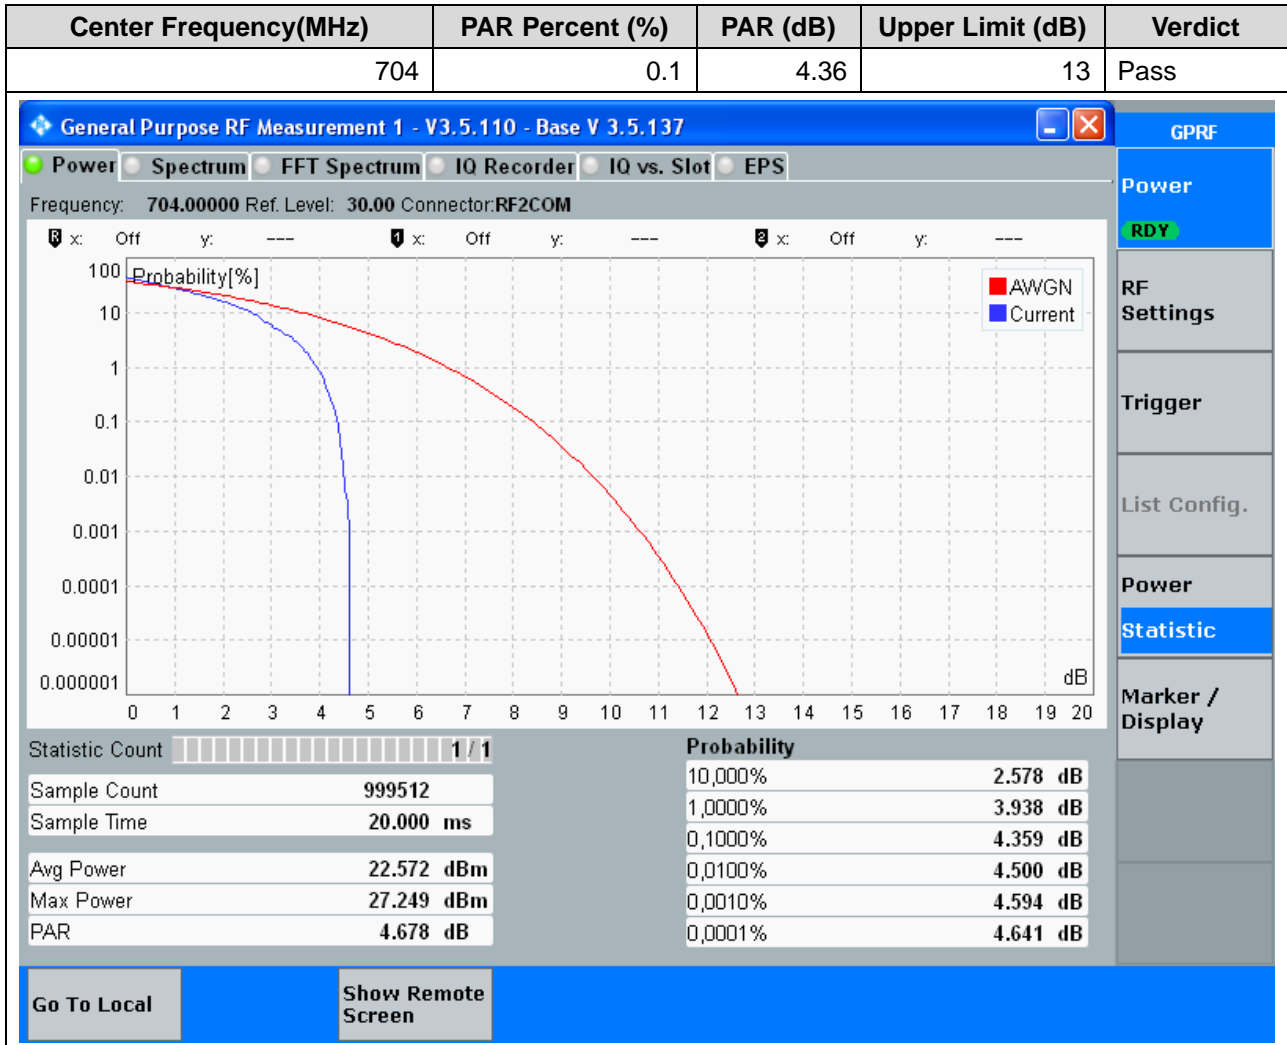 Center Frequency(MHz) PAR Percent (%) PAR (dB) Upper Limit (dB) Verdict
704 0.1 4.36 13 Pass
General Purpose RF Measurement 1 - V3.5.110 - Base V 3.5.137
GPRF
Power Spectrum FFT Spectrum IQ Recorder IQ vs. Slot EPS
Power
RDY
Frequency: 704.00000 Ref. Level: 30.00 Connector:RF2COM
R x: Off y: --- 1 x: Off y: --- 2 x: Off y: ---
100 Probability[%]
AWGN
Current
10
1
0.1
0.01
0.001
0.0001
0.00001
0.000001
dB
0 1 2 3 4 5 6 7 8 9 10 11 12 13 14 15 16 17 18 19 20
RF
Settings
Trigger
List Config.
Power
Statistic
Marker /
Display
Statistic Count 1 / 1
Sample Count 999512
Sample Time 20.000 ms
Avg Power 22.572 dBm
Max Power 27.249 dBm
PAR 4.678 dB
Probability
10,000% 2.578 dB
1,0000% 3.938 dB
0,1000% 4.359 dB
0,0100% 4.500 dB
0,0010% 4.594 dB
0,0001% 4.641 dB
Go To Local
Show Remote
Screen